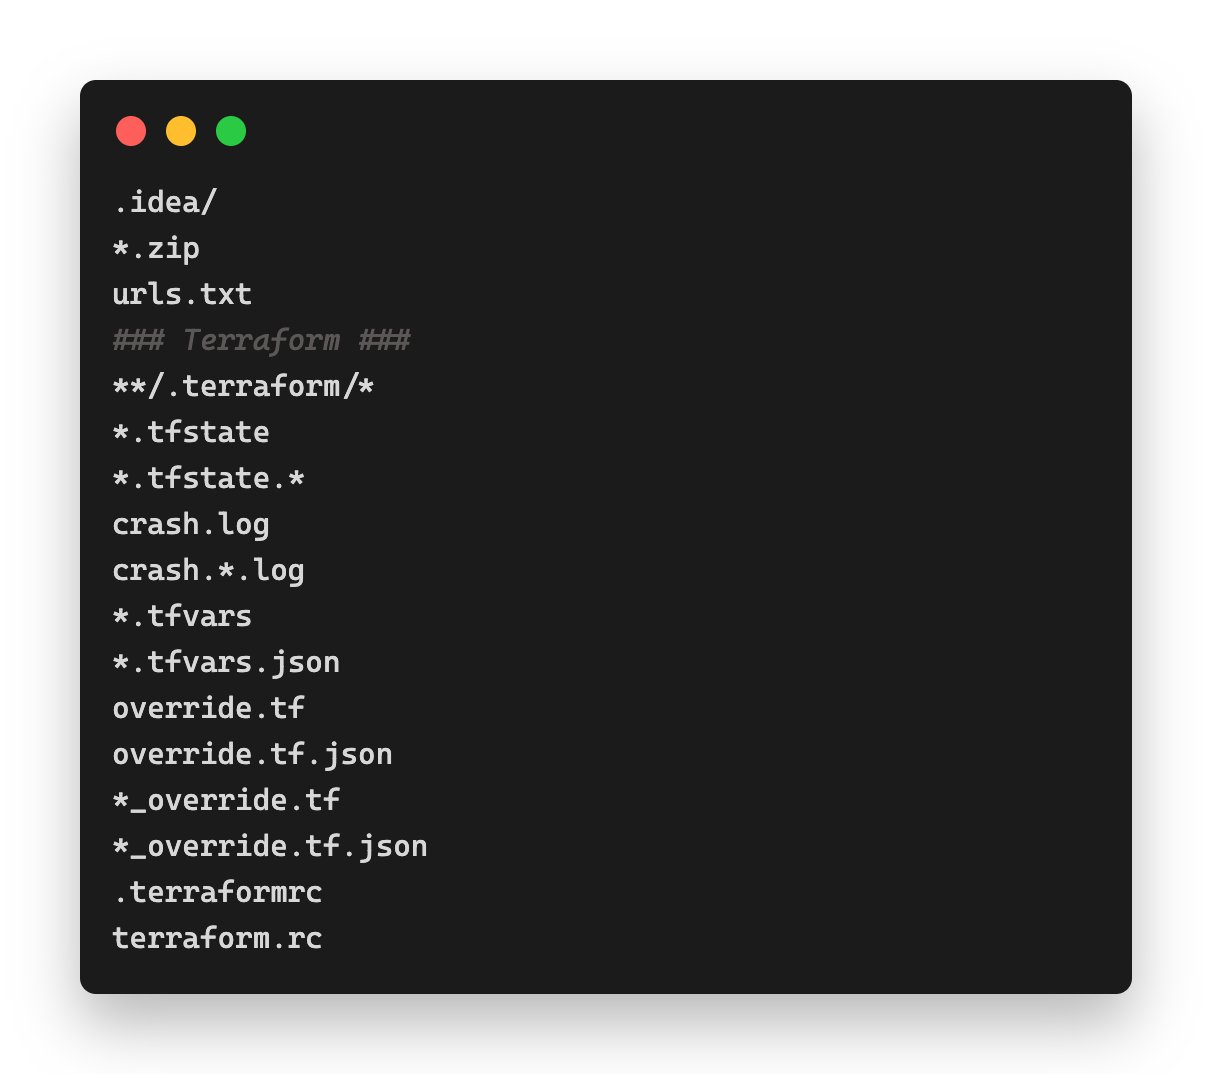 .idea/
*.zip
urls.txt
### Terraform ###
**/.terraform/*
*.tfstate
*.tfstate.*
crash.log
crash.*.log
*.tfvars
*.tfvars.json
override.tf
override.tf.json
*_override.tf
*_override.tf.json
.terraformrc
terraform.rc